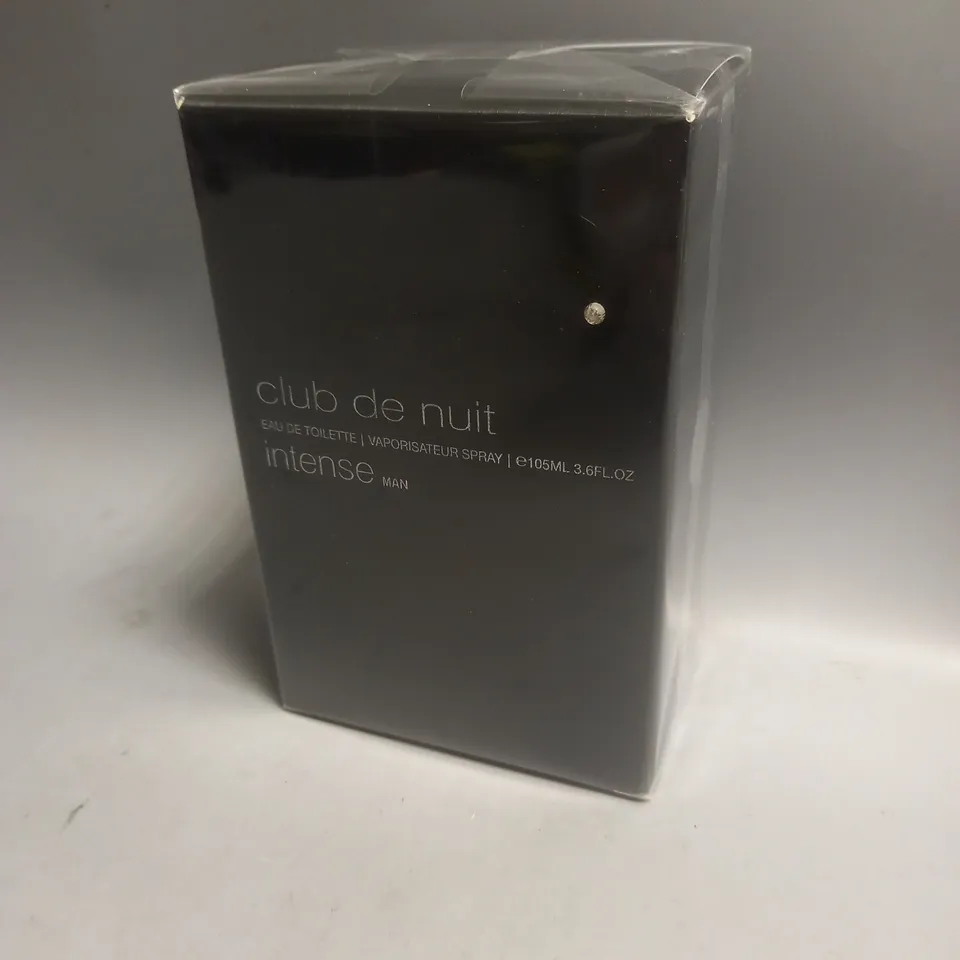 club de nuit
EAU DE TOILETTE | VAPORISATEUR SPRAY | ℮105ML 3.6FL.OZ
intense MAN